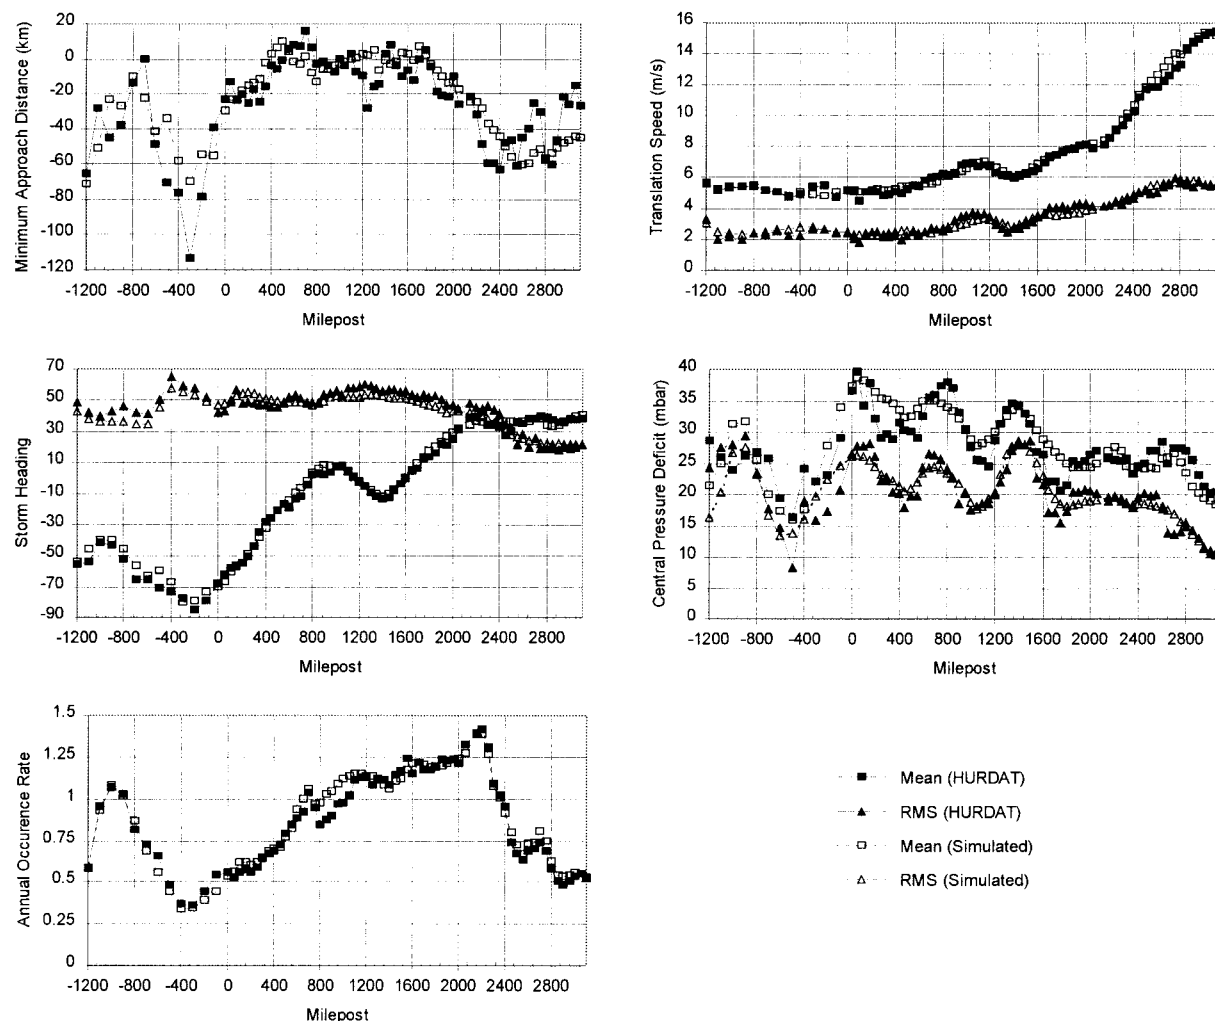 20
0
-20
-40
-60
-80
-100
-120
Minimum Approach Distance (km)
-1200 -800 -400 0 400 800 1200 1600 2000 2400 2800
Milepost
16
14
12
10
8
6
4
2
0
Translation Speed (m/s)
-1200 -800 -400 0 400 800 1200 1600 2000 2400 2800
Milepost
70
50
30
10
-10
-30
-50
-70
-90
Storm Heading
-1200 -800 -400 0 400 800 1200 1600 2000 2400 2800
Milepost
40
35
30
25
20
15
10
5
0
Central Pressure Deficit (mbar)
-1200 -800 -400 0 400 800 1200 1600 2000 2400 2800
Milepost
1.5
1.25
1
0.75
0.5
0.25
0
Annual Occurence Rate
-1200 -800 -400 0 400 800 1200 1600 2000 2400 2800
Milepost
Mean (HURDAT)
RMS (HURDAT)
Mean (Simulated)
RMS (Simulated)